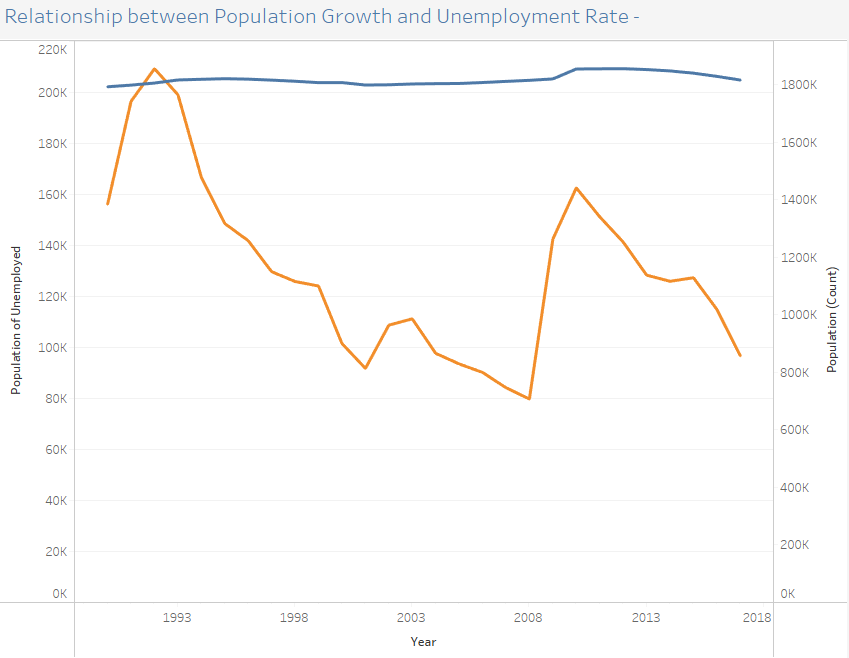 Relationship between Population Growth and Unemployment Rate -
220K
200K
180K
160K
140K
120K
100K
80K
60K
40K
20K
0K
Population of Unemployed
1800K
1600K
1400K
1200K
1000K
800K
600K
400K
200K
0K
Population (Count)
1993 1998 2003 2008 2013 2018
Year